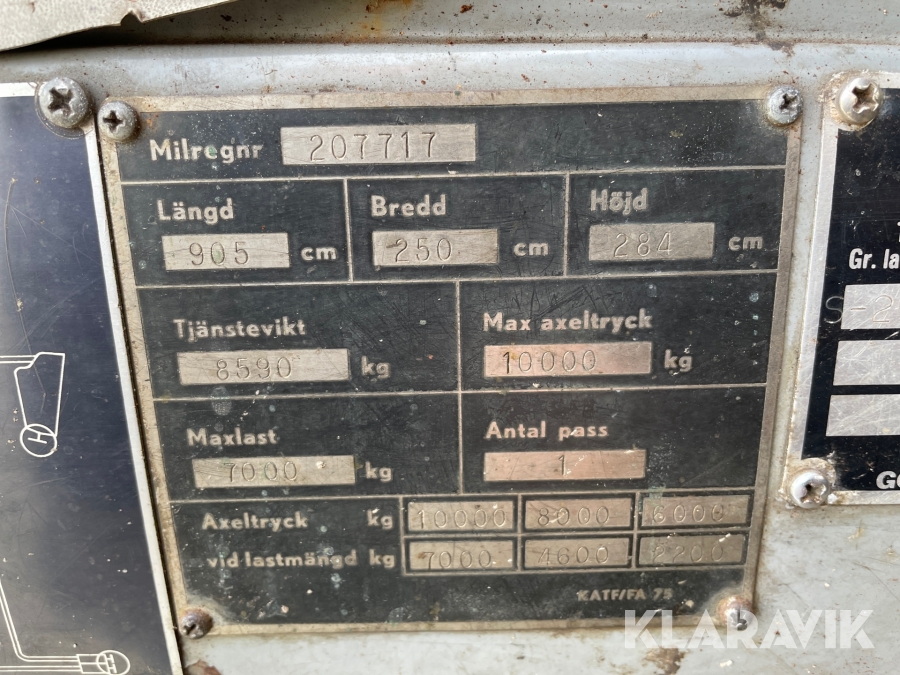 Milregnr 207717
Längd Bredd Höjd
905 cm 250 cm 284 cm
Tjänstevikt Max axeltryck
8590 kg 10000 kg
Maxlast Antal pass
7000 kg 1
Axeltryck kg 10000 8000 6000
vid lastmängd kg 7000 4600 2200
KATF/FA 75
Gr. la
S-2
H
KLARAVIK